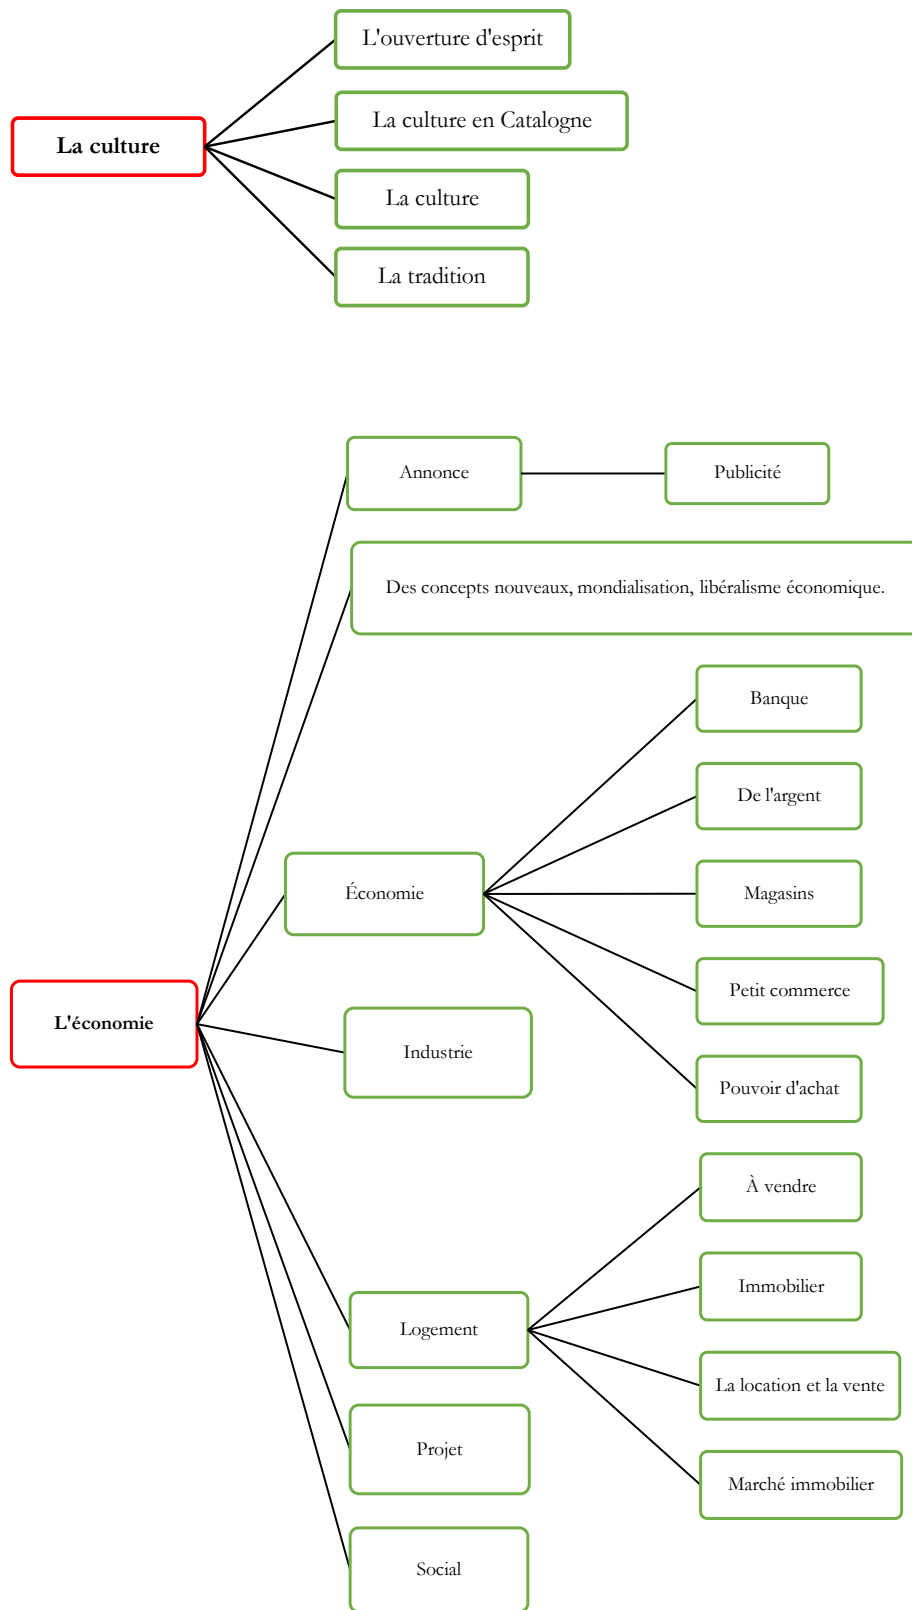 L'ouverture d'esprit
La culture en Catalogne
La culture
La culture
La tradition
Annonce
Publicité
Des concepts nouveaux, mondialisation, libéralisme économique.
Banque
De l'argent
Économie
Magasins
Petit commerce
L'économie
Industrie
Pouvoir d'achat
À vendre
Immobilier
Logement
La location et la vente
Projet
Marché immobilier
Social